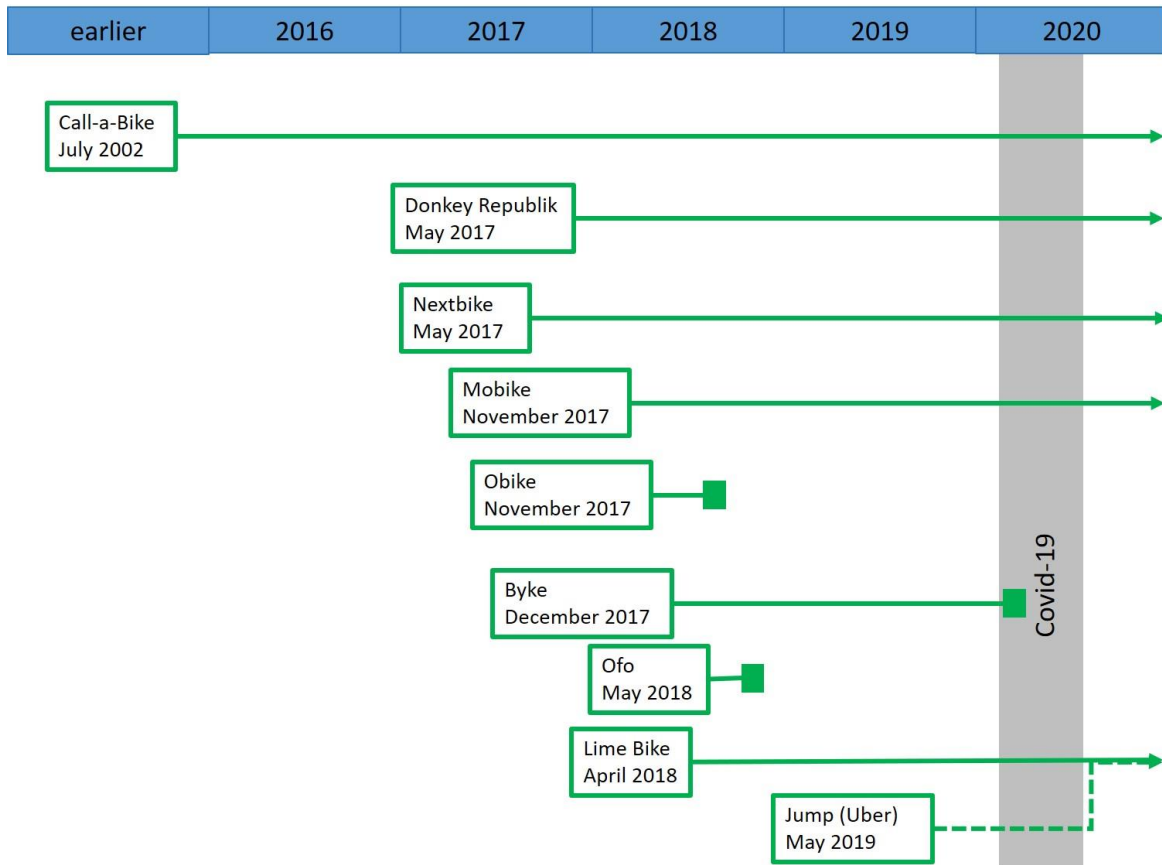 earlier 2016 2017 2018 2019 2020
Call-a-Bike
July 2002
Donkey Republik
May 2017
Nextbike
May 2017
Mobike
November 2017
Obike
November 2017
Byke
December 2017
Covid-19
Ofo
May 2018
Lime Bike
April 2018
Jump (Uber)
May 2019